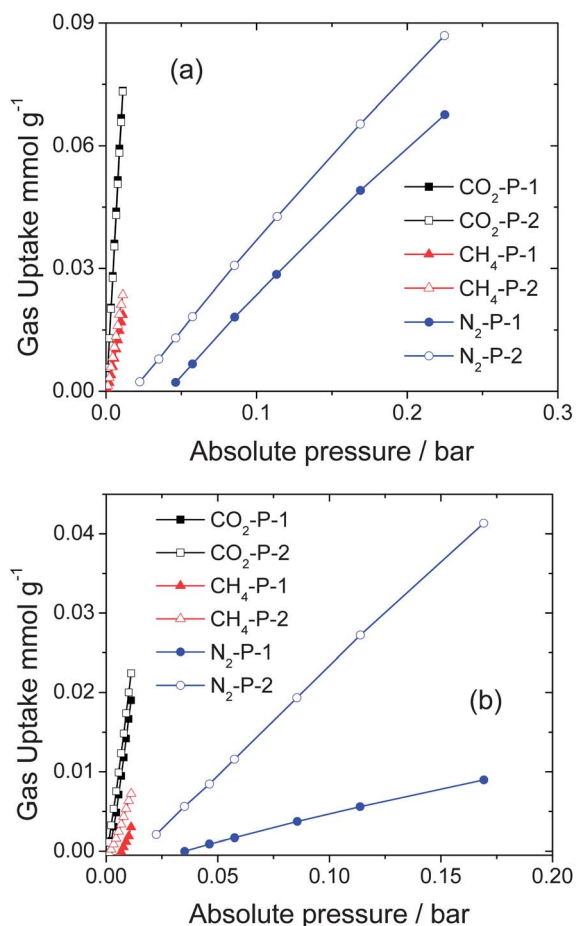 0.09
(a)
0.06
CO₂-P-1
CO₂-P-2
CH₄-P-1
CH₄-P-2
N₂-P-1
N₂-P-2
0.03
0.00
Gas Uptake mmol g⁻¹
0.0 0.1 0.2 0.3
Absolute pressure / bar
0.04
CO₂-P-1
CO₂-P-2
CH₄-P-1
CH₄-P-2
N₂-P-1
N₂-P-2
0.03
0.02
(b)
0.01
0.00
Gas Uptake mmol g⁻¹
0.00 0.05 0.10 0.15 0.20
Absolute pressure / bar